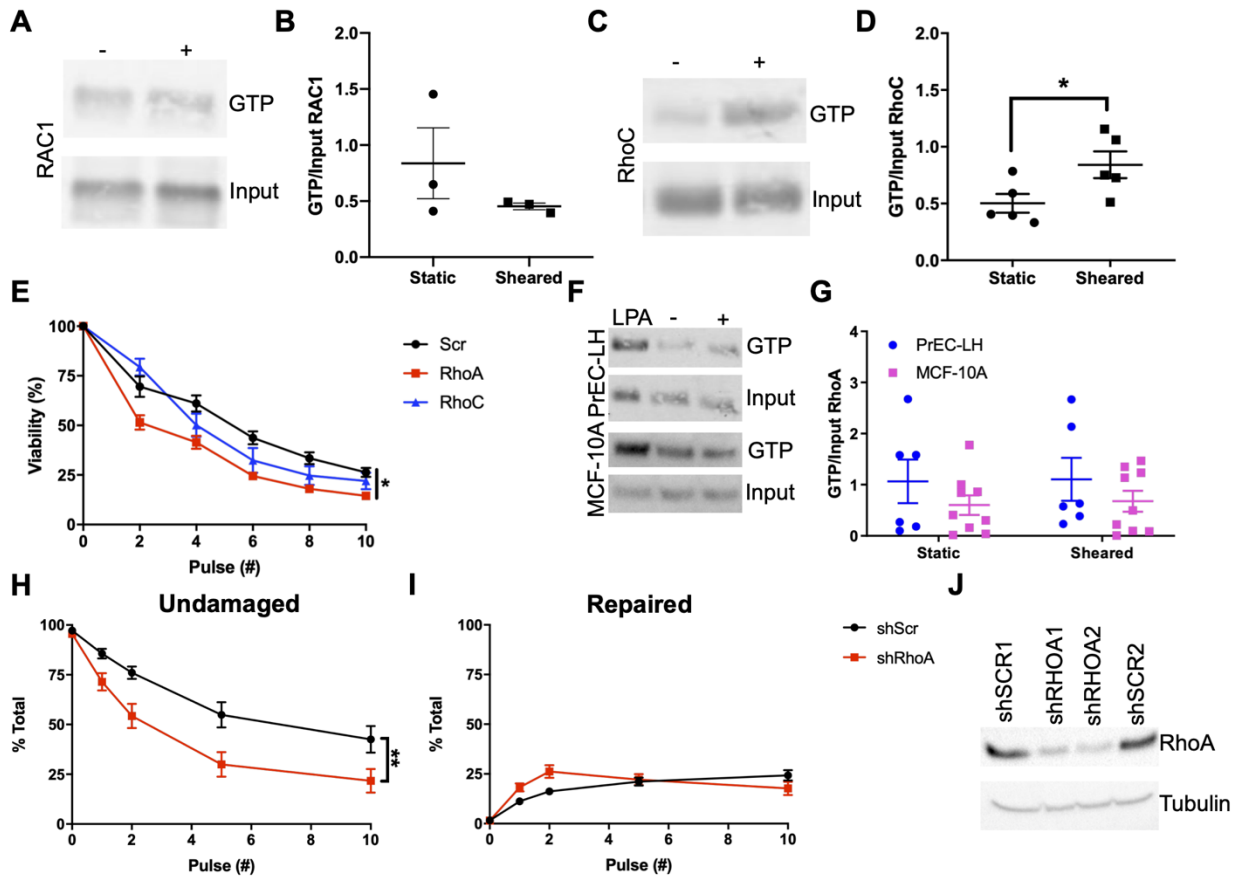 A
- +
GTP
RAC1
Input
B
2.0
1.5
1.0
0.5
0.0
GTP/Input RAC1
Static Sheared
C
- +
GTP
RhoC
Input
D
2.0
1.5
1.0
0.5
0.0
GTP/Input RhoC
*
Static Sheared
E
100
75
50
25
0
Viability (%)
0 2 4 6 8 10
Pulse (#)
Scr
RhoA
RhoC
*
F
LPA - +
PrEC-LH
GTP
Input
MCF-10A
GTP
Input
G
4
3
2
1
0
GTP/Input RhoA
PrEC-LH
MCF-10A
Static Sheared
H
Undamaged
100
75
50
25
0
% Total
**
0 2 4 6 8 10
Pulse (#)
I
Repaired
100
75
50
25
0
% Total
0 2 4 6 8 10
Pulse (#)
shScr
shRhoA
J
shSCR1 shRHOA1 shRHOA2 shSCR2
RhoA
Tubulin